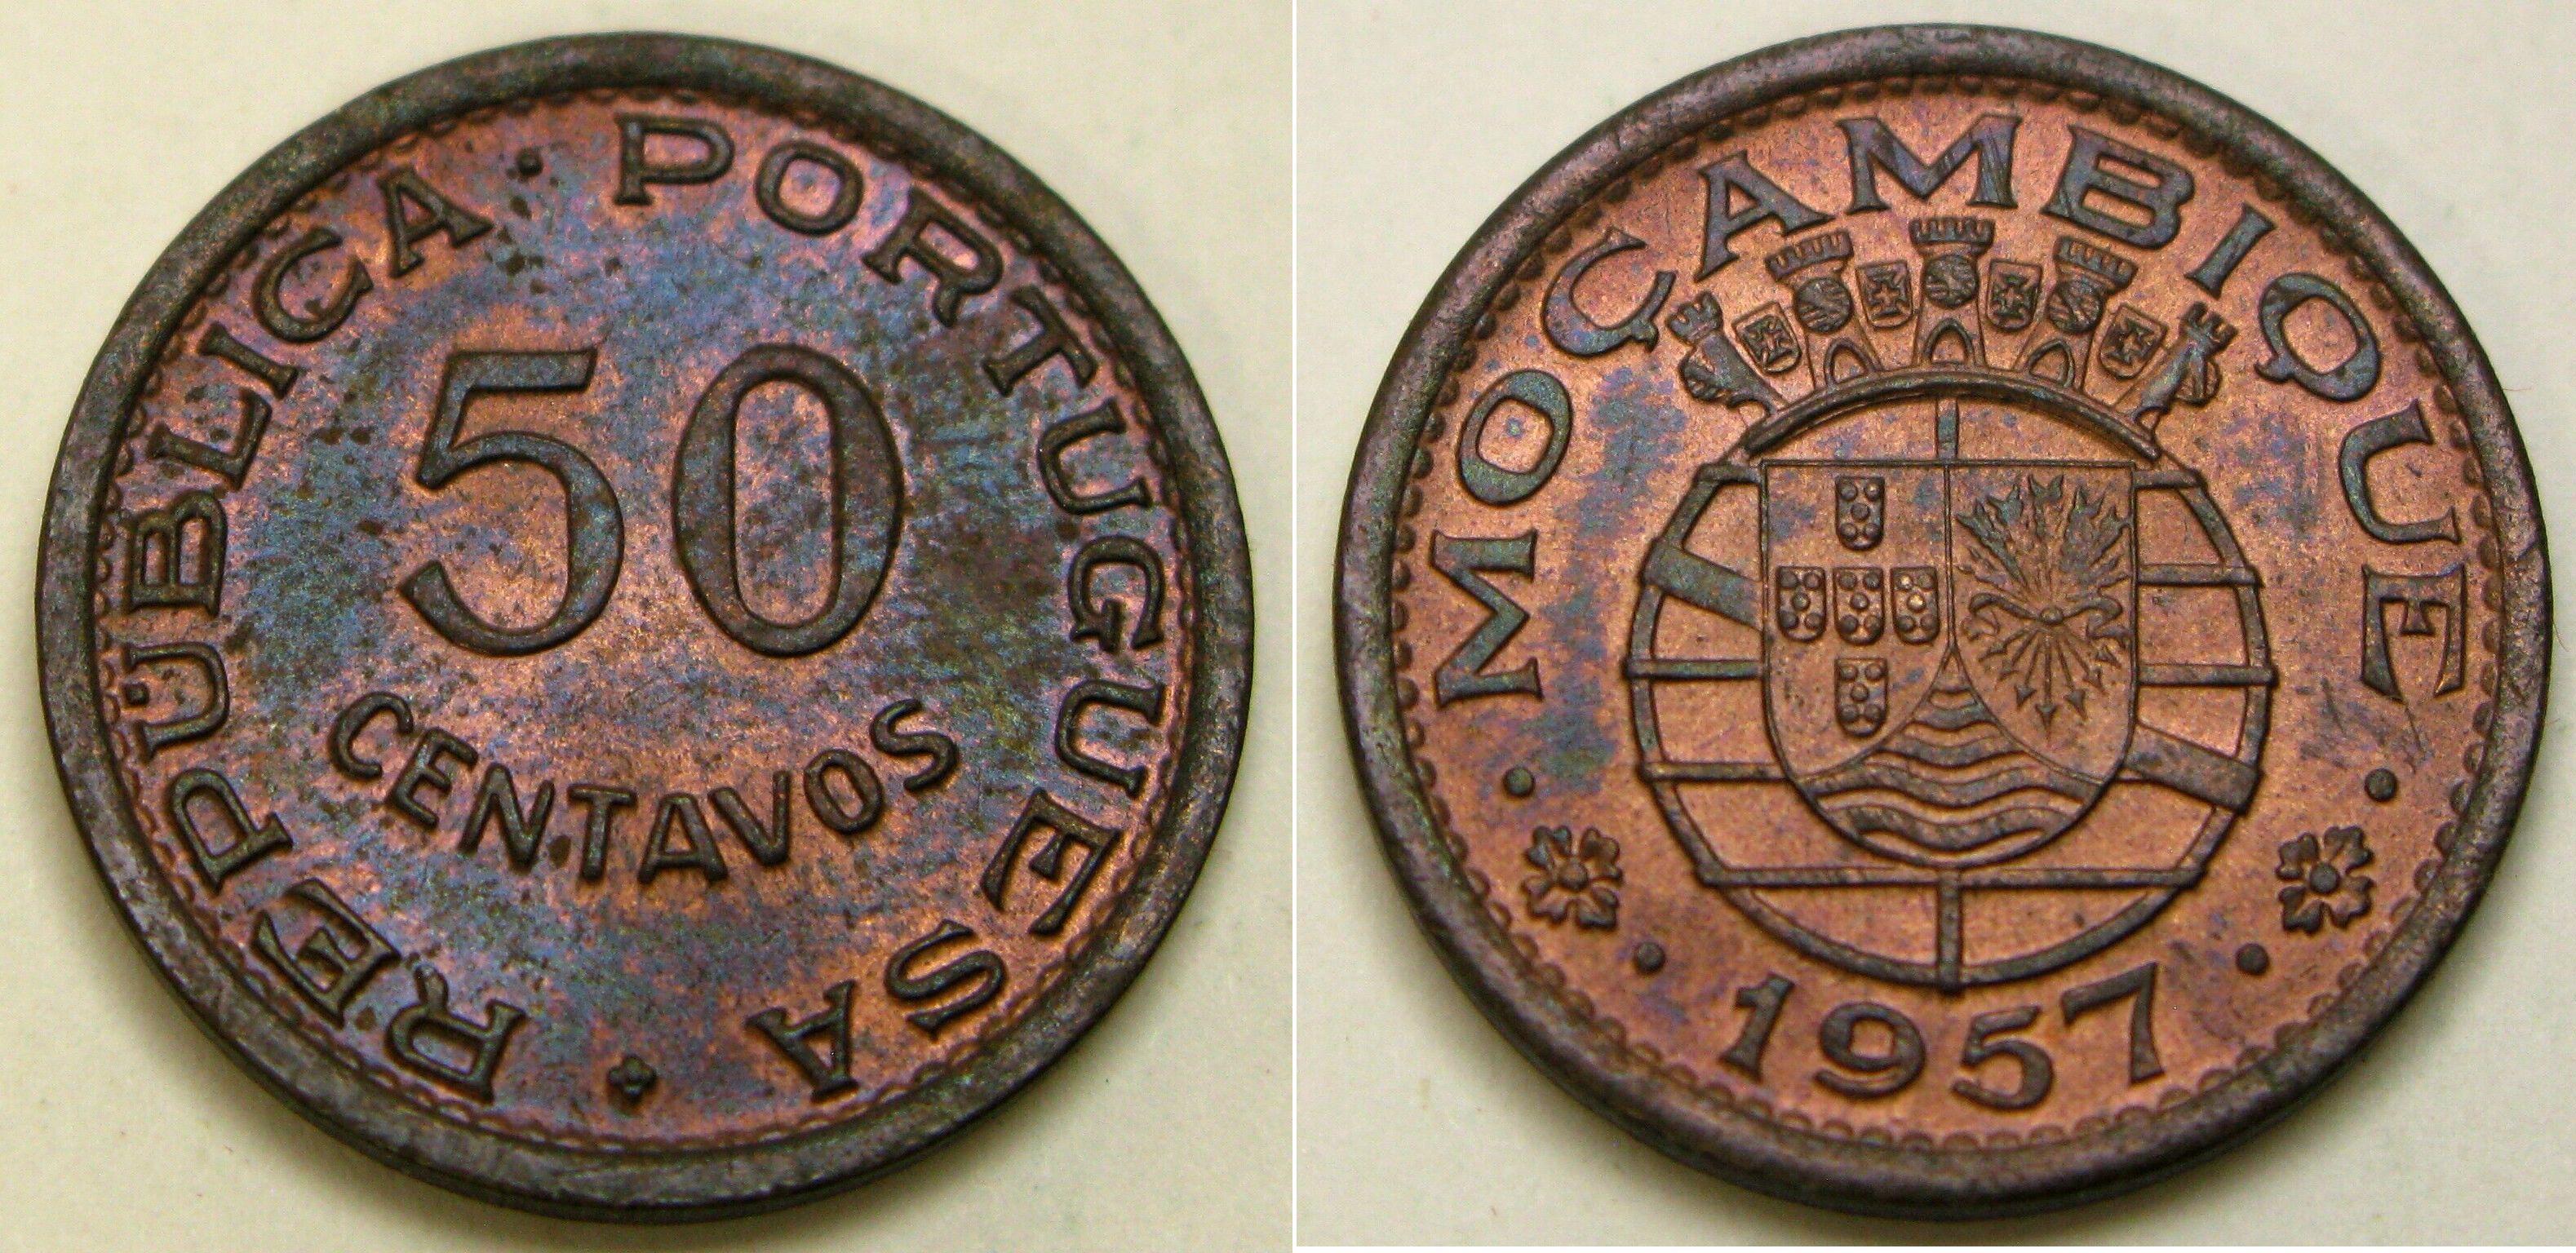 REPÚBLICA · PORTUGUESA
50
CENTAVOS
MOÇAMBIQUE
1957